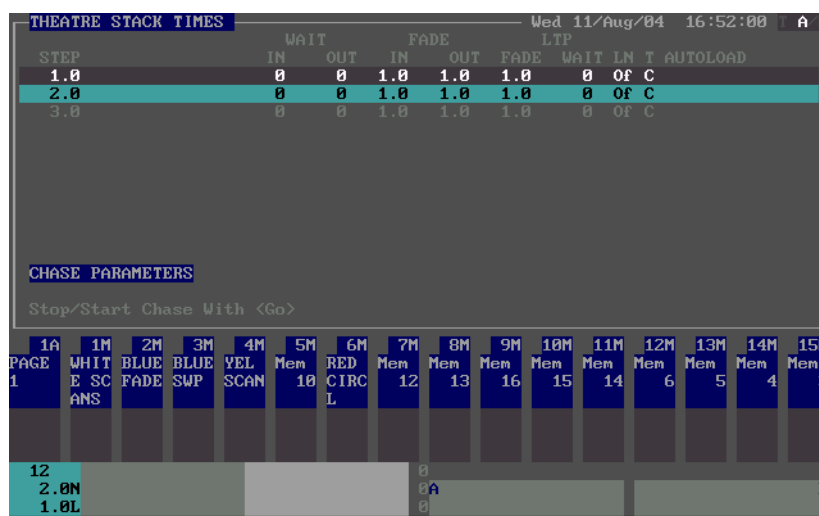 THEATRE STACK TIMES Wed 11/Aug/04 16:52:00 T A
WAIT FADE LTP
STEP IN OUT IN OUT FADE WAIT LN T AUTOLOAD
1.0 0 0 1.0 1.0 1.0 0 Of C
2.0 0 0 1.0 1.0 1.0 0 Of C
3.0 0 0 1.0 1.0 1.0 0 Of C
CHASE PARAMETERS
Stop/Start Chase With <Go>
1A 1M 2M 3M 4M 5M 6M 7M 8M 9M 10M 11M 12M 13M 14M 15
PAGE WHIT BLUE BLUE YEL Mem RED Mem Mem Mem Mem Mem Mem Mem Mem Mem
1 E SC FADE SWP SCAN 10 CIRC 12 13 16 15 14 6 5 4
ANS L
12 0
2.0N 0A
1.0L 0